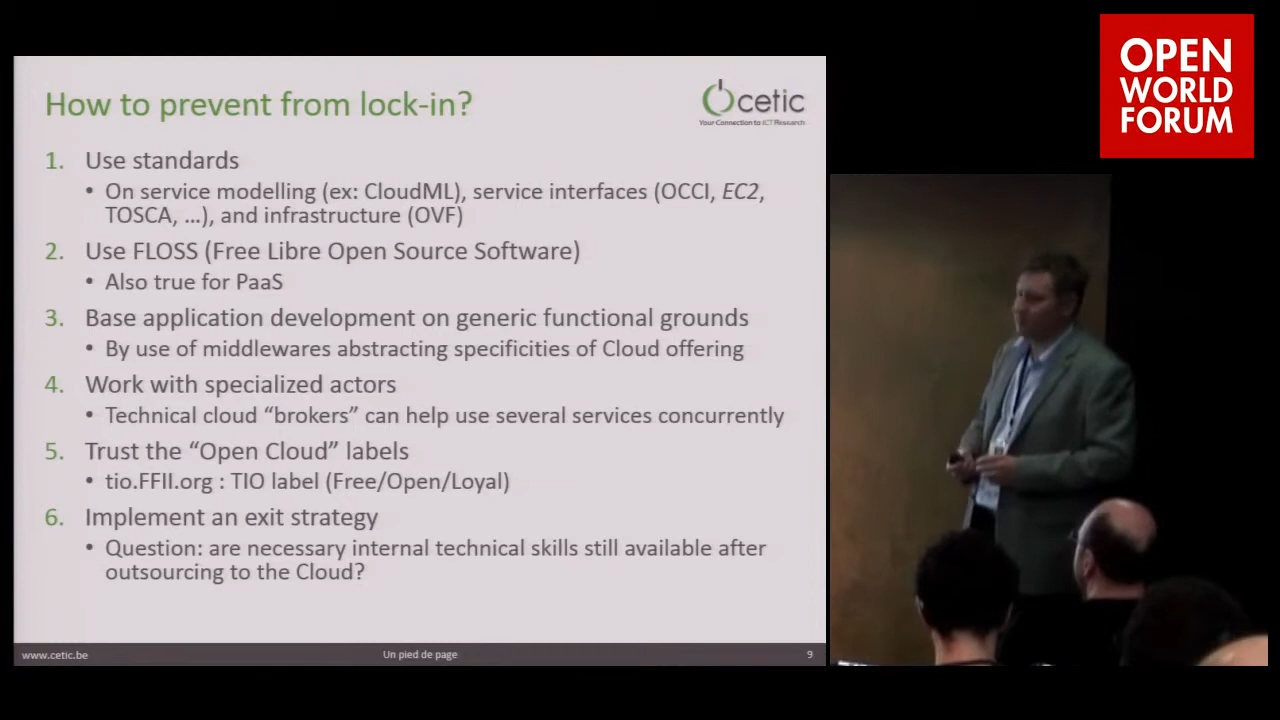 OPEN
WORLD
FORUM
How to prevent from lock-in?
cetic
Your Connection to ICT Research
1. Use standards
• On service modelling (ex: CloudML), service interfaces (OCCI, EC2,
TOSCA, ...), and infrastructure (OVF)
2. Use FLOSS (Free Libre Open Source Software)
• Also true for PaaS
3. Base application development on generic functional grounds
• By use of middlewares abstracting specificities of Cloud offering
4. Work with specialized actors
• Technical cloud “brokers” can help use several services concurrently
5. Trust the “Open Cloud” labels
• tio.FFII.org : TIO label (Free/Open/Loyal)
6. Implement an exit strategy
• Question: are necessary internal technical skills still available after
outsourcing to the Cloud?
www.cetic.be
Un pied de page
9